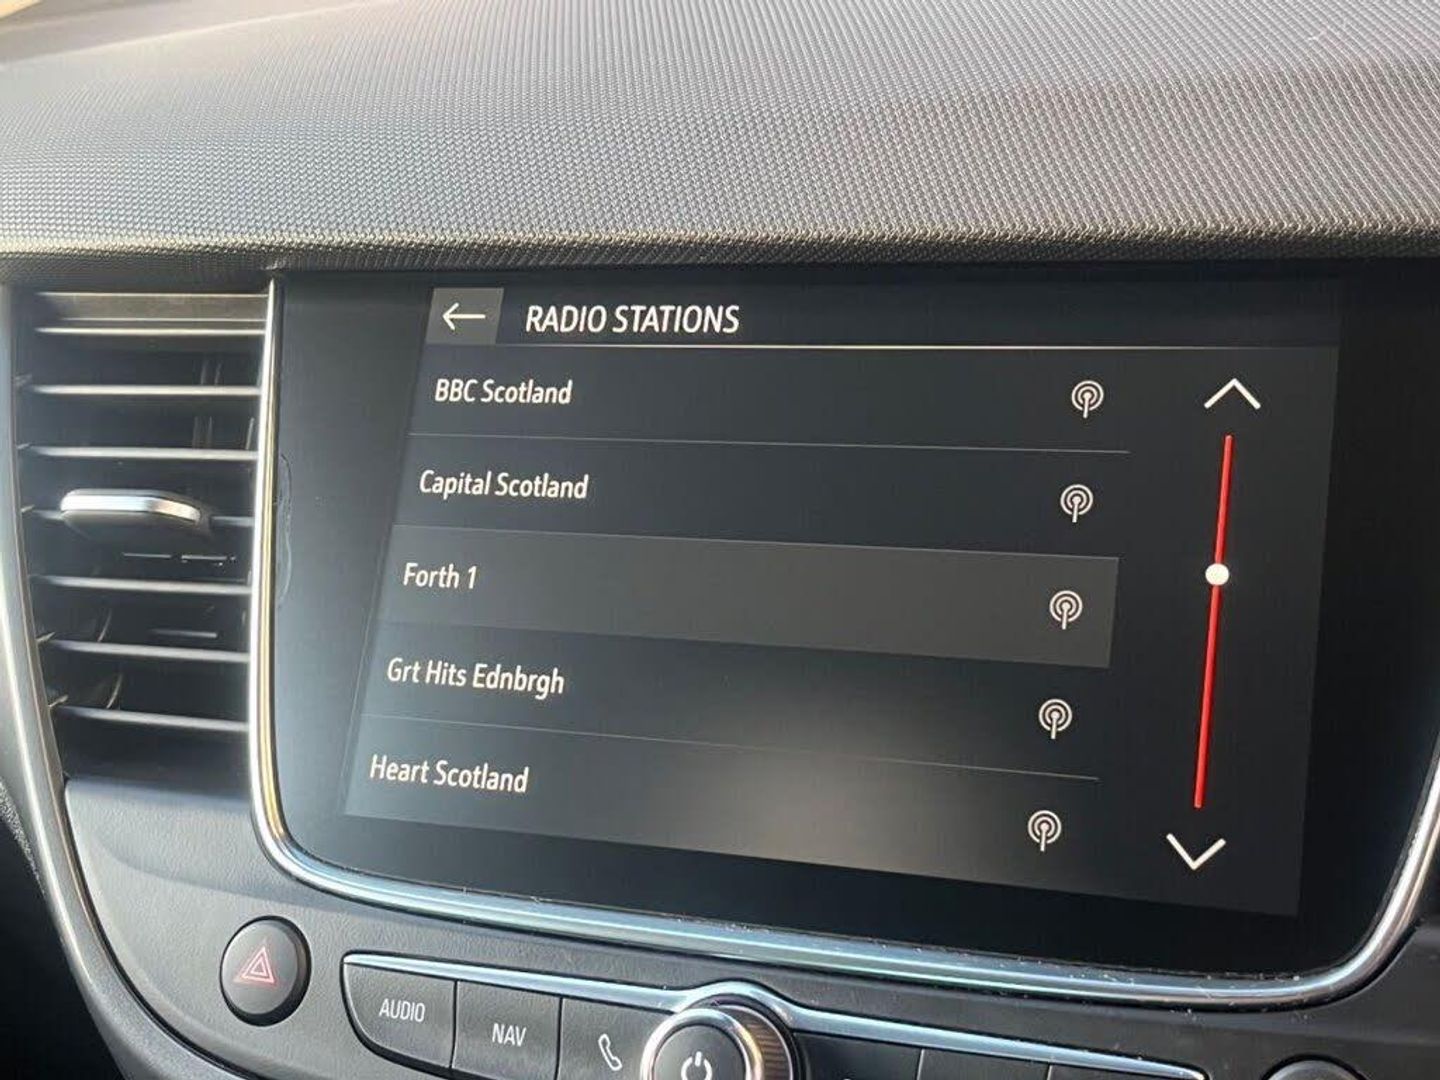 RADIO STATIONS
BBC Scotland
Capital Scotland
Forth 1
Grt Hits Ednbrgh
Heart Scotland
AUDIO
NAV